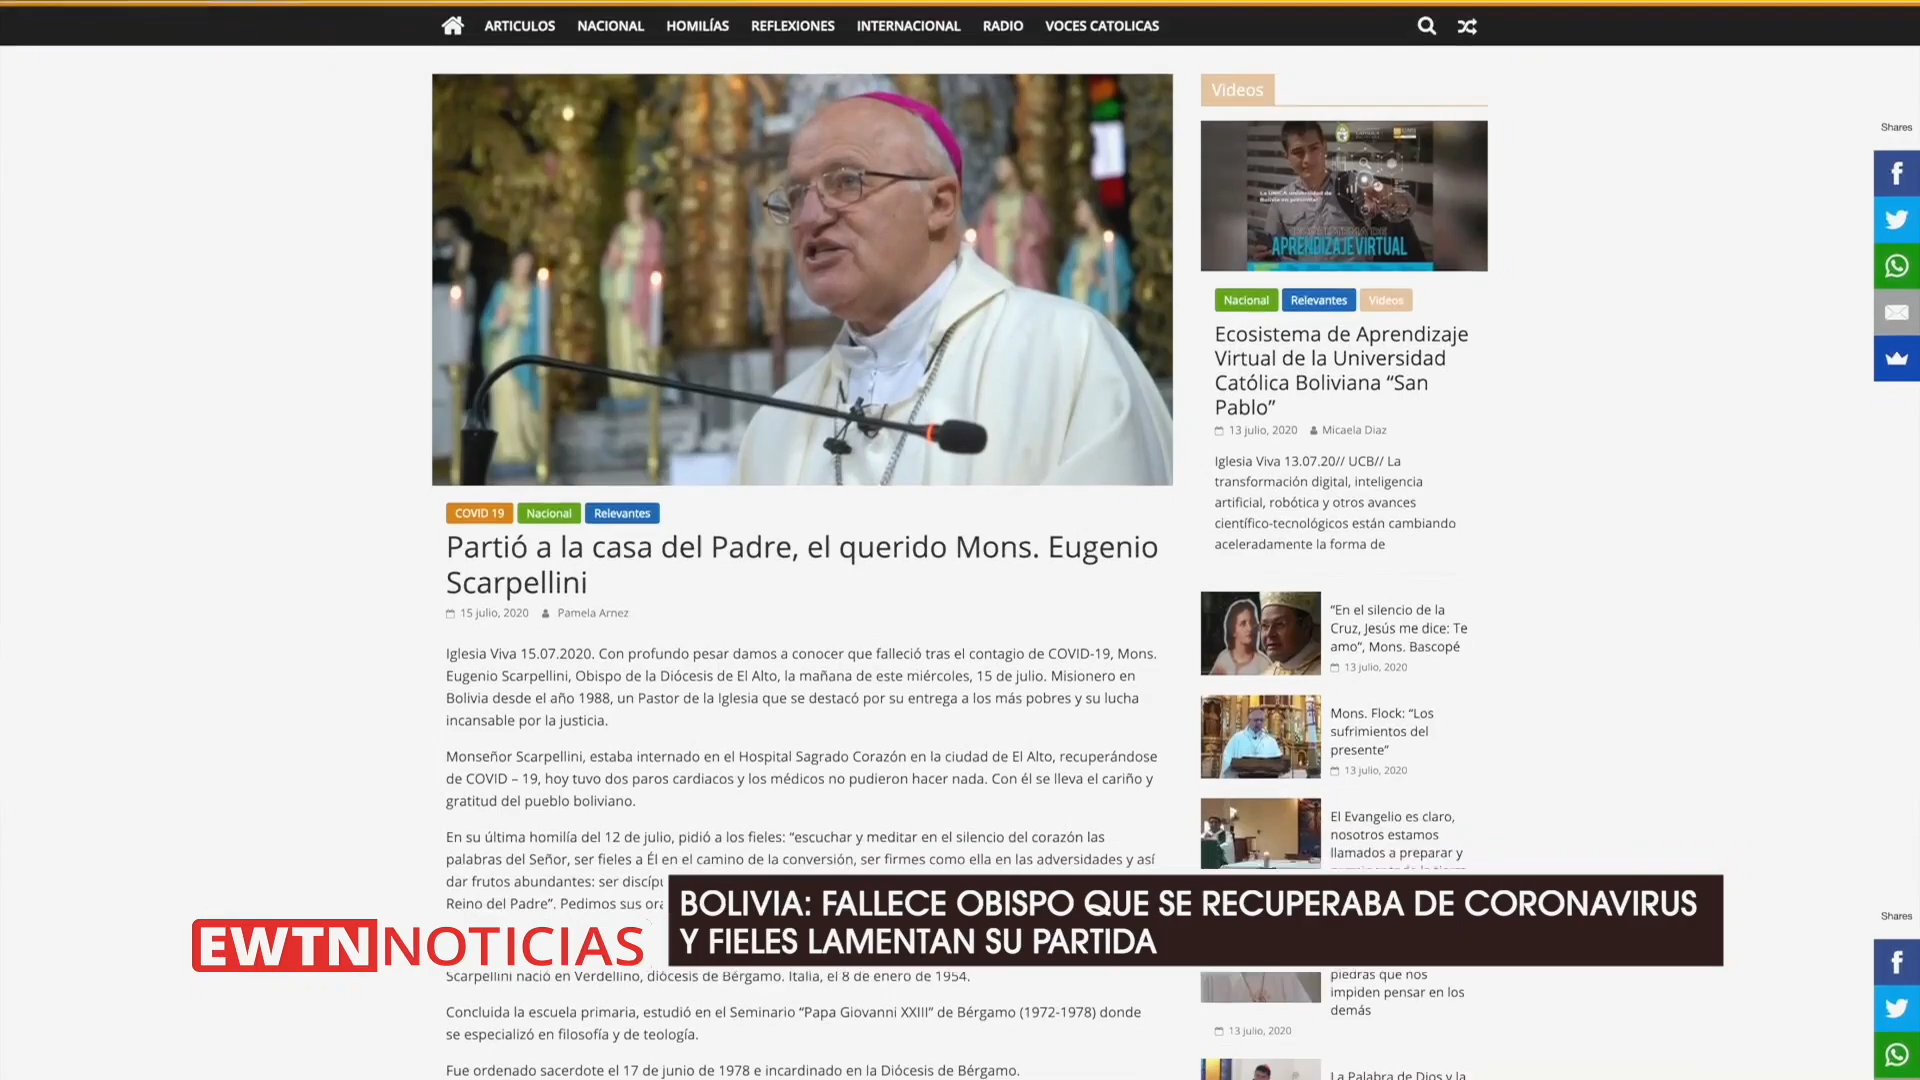 ARTICULOS NACIONAL HOMILÍAS REFLEXIONES INTERNACIONAL RADIO VOCES CATOLICAS
COVID 19 Nacional Relevantes
Partió a la casa del Padre, el querido Mons. Eugenio
Scarpellini
15 julio, 2020 Pamela Arnez
Iglesia Viva 15.07.2020. Con profundo pesar damos a conocer que falleció tras el contagio de COVID-19, Mons.
Eugenio Scarpellini, Obispo de la Diócesis de El Alto, la mañana de este miércoles, 15 de julio. Misionero en
Bolivia desde el año 1988, un Pastor de la Iglesia que se destacó por su entrega a los más pobres y su lucha
incansable por la justicia.
Monseñor Scarpellini, estaba internado en el Hospital Sagrado Corazón en la ciudad de El Alto, recuperándose
de COVID – 19, hoy tuvo dos paros cardiacos y los médicos no pudieron hacer nada. Con él se lleva el cariño y
gratitud del pueblo boliviano.
En su última homilía del 12 de julio, pidió a los fieles: “escuchar y meditar en el silencio del corazón las
palabras del Señor, ser fieles a Él en el camino de la conversión, ser firmes como ella en las adversidades y así
dar frutos abundantes: ser
Reino del Padre”. Pedimos sus
Scarpellini nació en Verdellino, diócesis de Bérgamo. Italia, el 8 de enero de 1954.
Concluida la escuela primaria, estudió en el Seminario “Papa Giovanni XXIII” de Bérgamo (1972-1978) donde
se especializó en filosofía y de teología.
Fue ordenado sacerdote el 17 de junio de 1978 e incardinado en la Diócesis de Bérgamo.
Videos
APRENDIZAJE VIRTUAL
Nacional Relevantes Videos
Ecosistema de Aprendizaje
Virtual de la Universidad
Católica Boliviana “San
Pablo”
13 julio, 2020 Micaela Diaz
Iglesia Viva 13.07.20// UCB// La
transformación digital, inteligencia
artificial, robótica y otros avances
científico-tecnológicos están cambiando
aceleradamente la forma de
“En el silencio de la
Cruz, Jesús me dice: Te
amo”, Mons. Bascopé
13 julio, 2020
Mons. Flock: “Los
sufrimientos del
presente”
13 julio, 2020
El Evangelio es claro,
nosotros estamos
llamados a preparar y
piedras que nos
impiden pensar en los
demás
13 julio, 2020
La Palabra de Dios y la
Shares
Shares
EWTN NOTICIAS
BOLIVIA: FALLECE OBISPO QUE SE RECUPERABA DE CORONAVIRUS
Y FIELES LAMENTAN SU PARTIDA